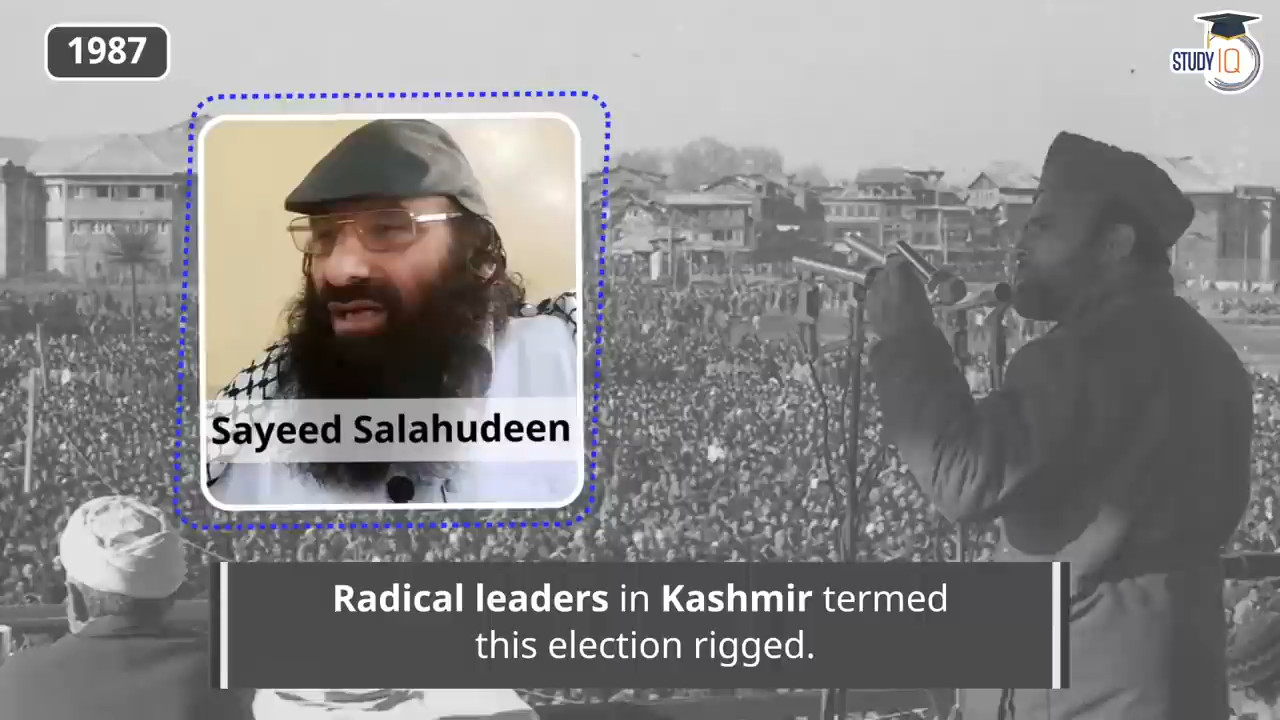 1987
STUDY IQ
Sayeed Salahudeen
Radical leaders in Kashmir termed
this election rigged.